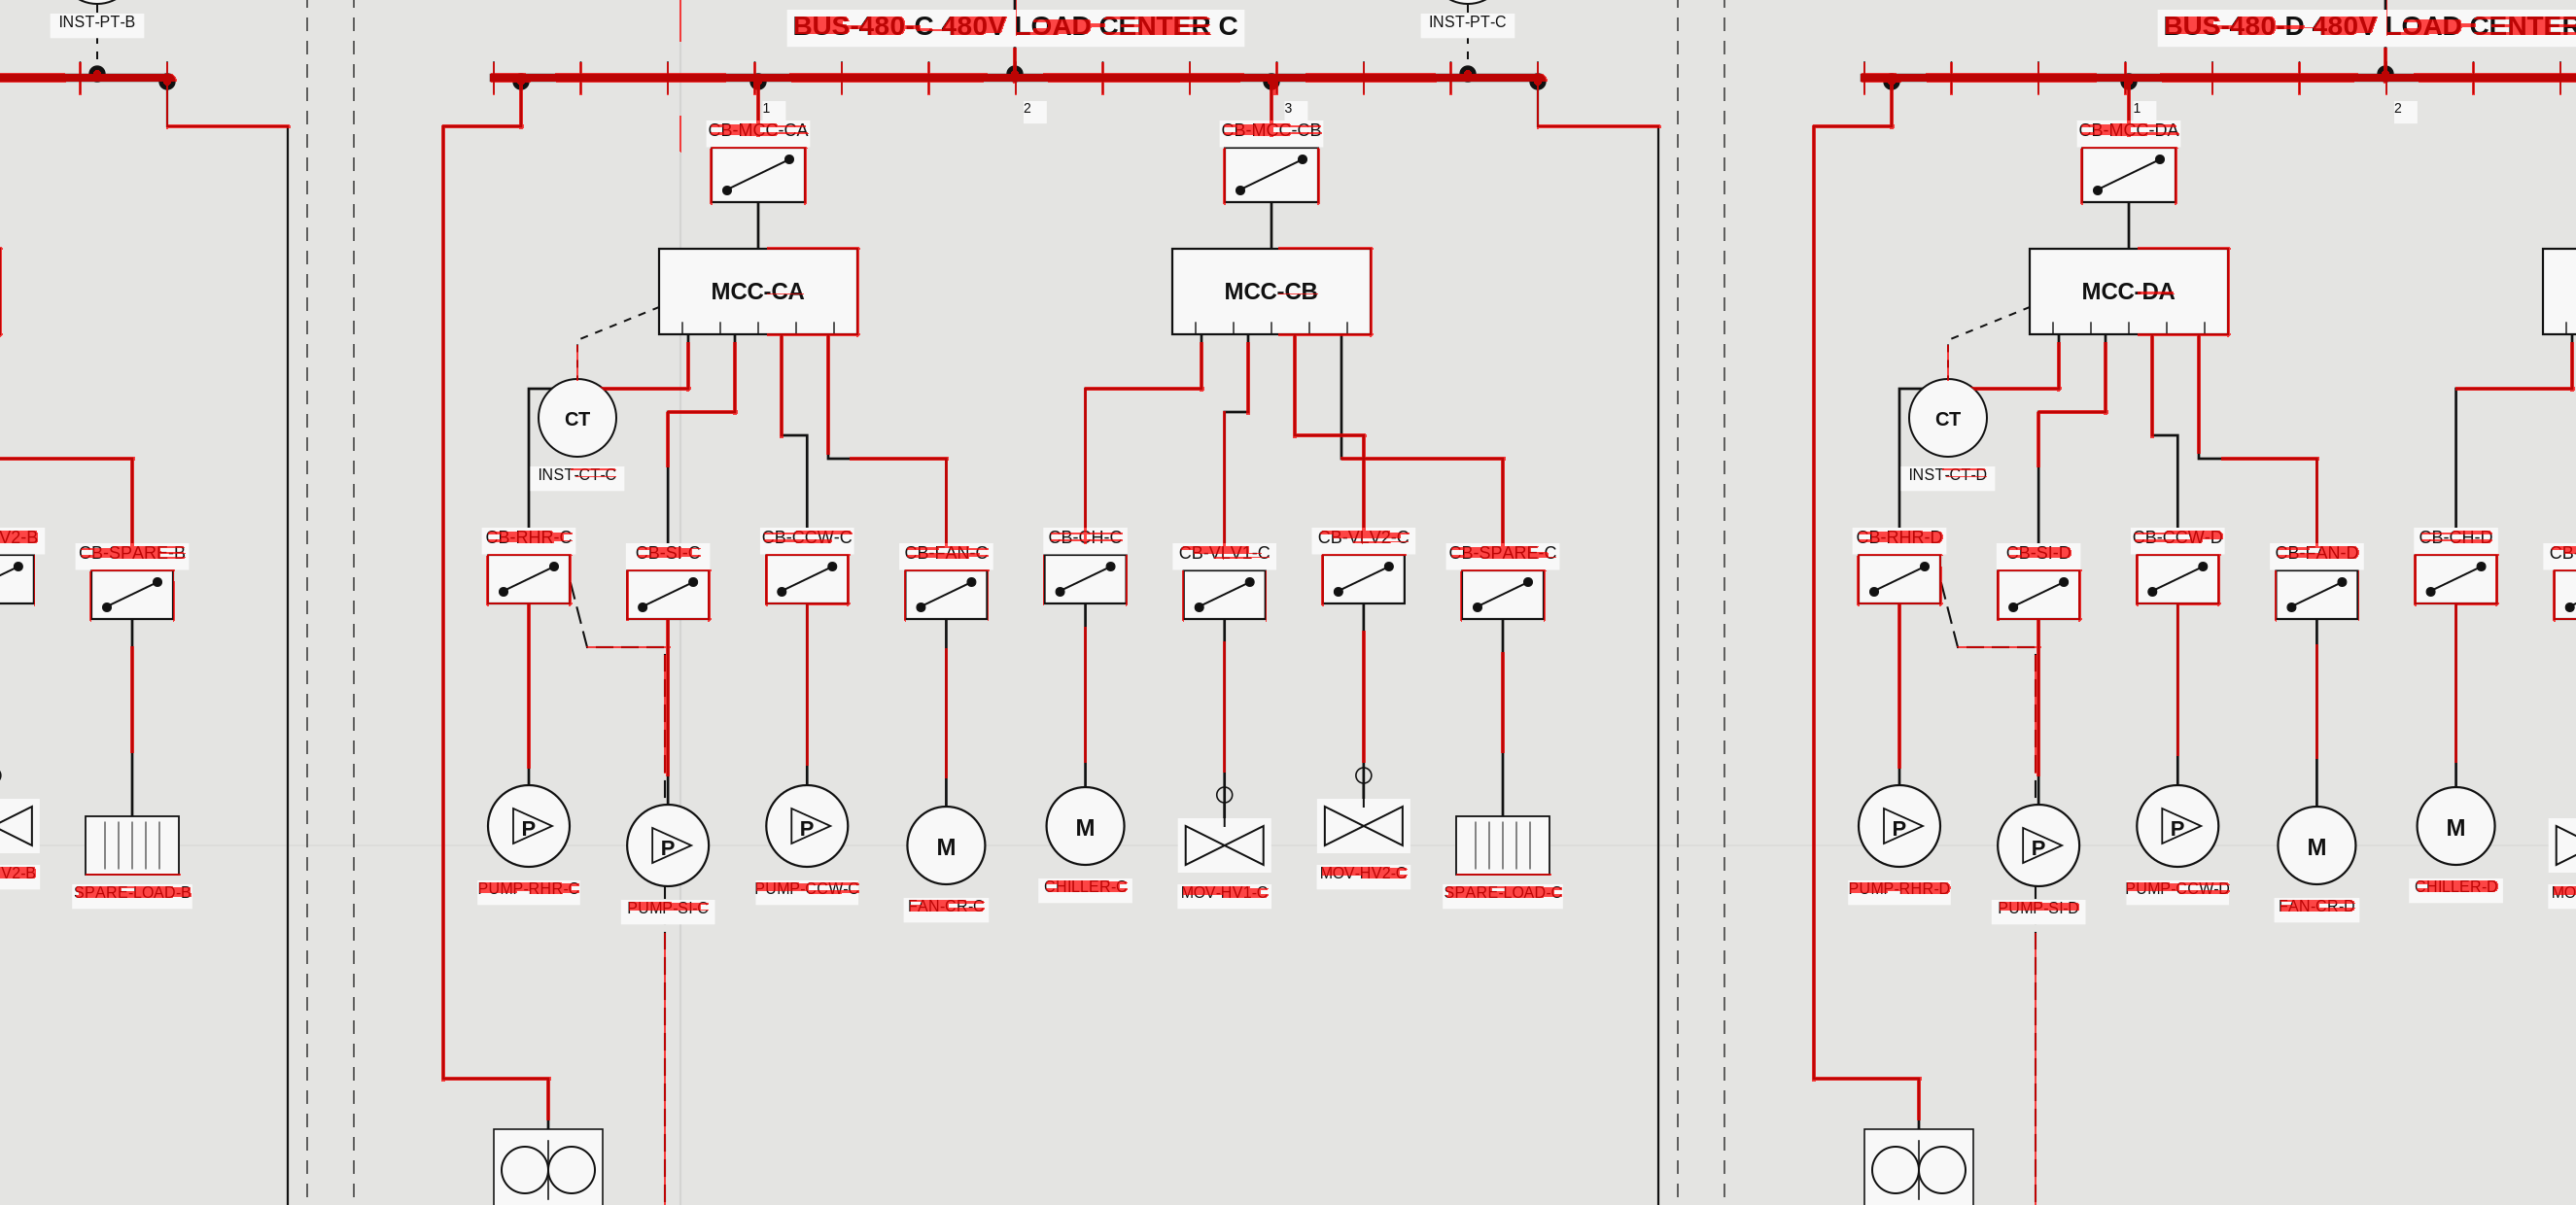 INST-PT-B
BUS-480-C 480V LOAD CENTER C
INST-PT-C
BUS-480-D 480V LOAD CENTER
1
2
3
1
2
CB-MCC-CA
CB-MCC-CB
CB-MCC-DA
MCC-CA
MCC-CB
MCC-DA
CT
CT
INST-CT-C
INST-CT-D
V2-B
CB-SPARE-B
CB-RHR-C
CB-SI-C
CB-CCW-C
CB-FAN-C
CB-CH-C
CB-VLV1-C
CB-VLV2-C
CB-SPARE-C
CB-RHR-D
CB-SI-D
CB-CCW-D
CB-FAN-D
CB-CH-D
CB-
P
P
P
M
M
P
P
P
M
M
V2-B
SPARE-LOAD-B
PUMP-RHR-C
PUMP-SI-C
PUMP-CCW-C
FAN-CR-C
CHILLER-C
MOV-HV1-C
MOV-HV2-C
SPARE-LOAD-C
PUMP-RHR-D
PUMP-SI-D
PUMP-CCW-D
FAN-CR-D
CHILLER-D
MO